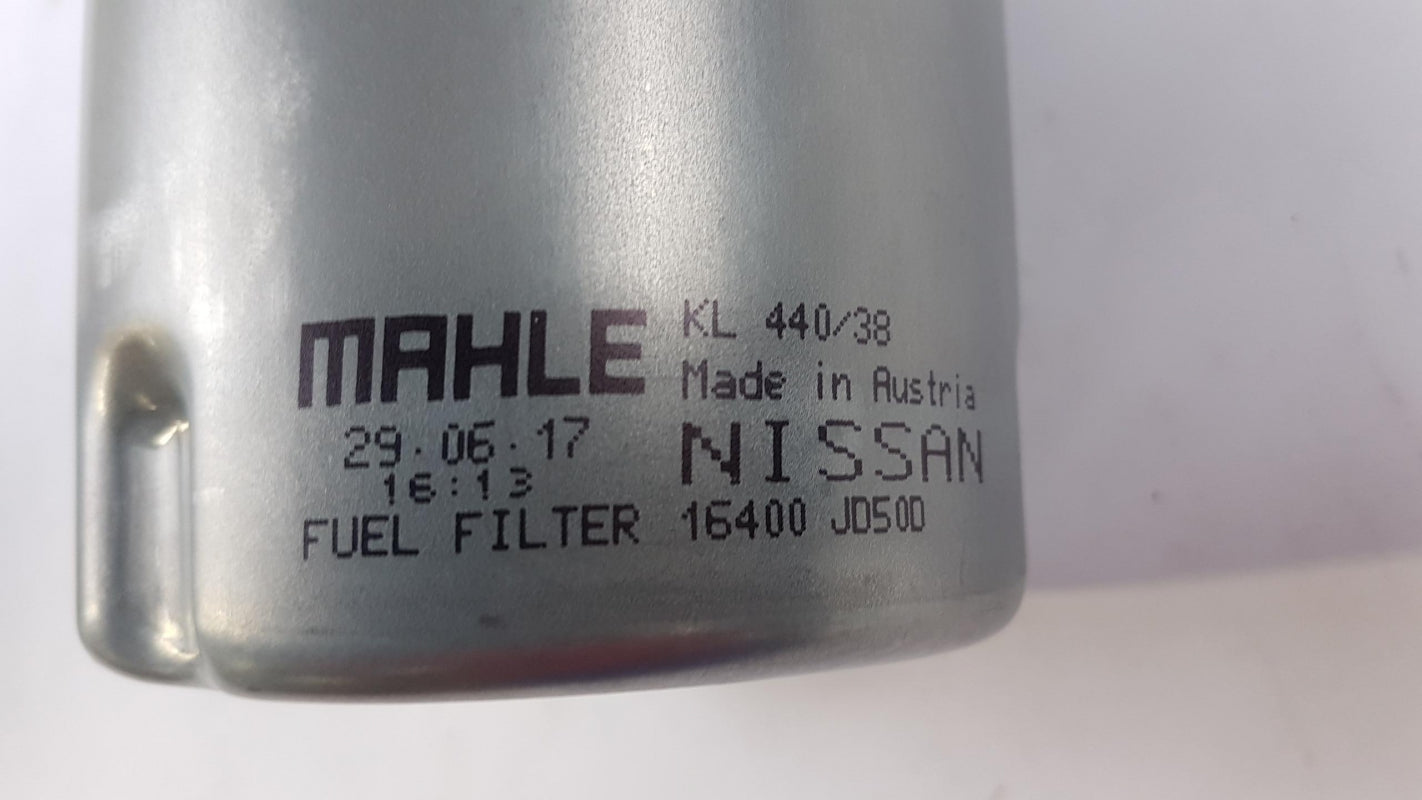 MAHLE KL 440/38
Made in Austria
29.06.17 NISSAN
16:13
FUEL FILTER 16400 JD50D